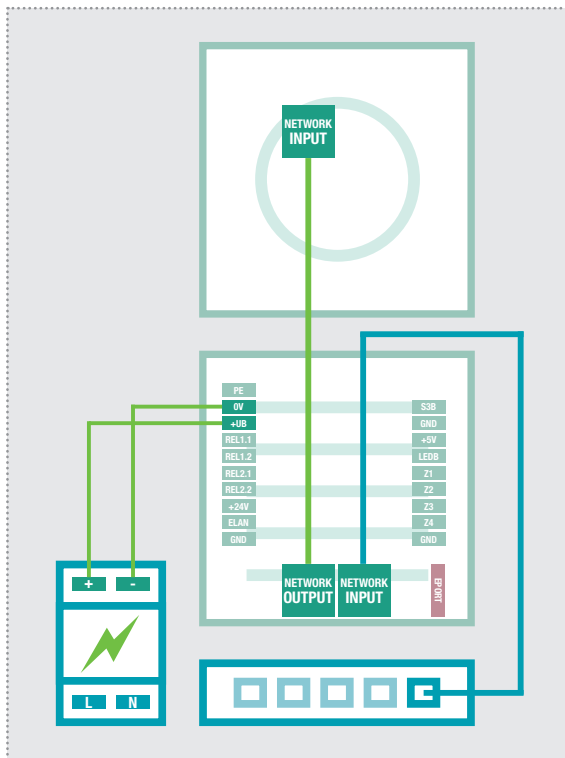 NETWORK
INPUT
PE
0V
+UB
REL1.1
REL1.2
REL2.1
REL2.2
+24V
ELAN
GND
S3B
GND
+5V
LEDB
Z1
Z2
Z3
Z4
GND
NETWORK
OUTPUT
NETWORK
INPUT
EPORT
+
-
L
N